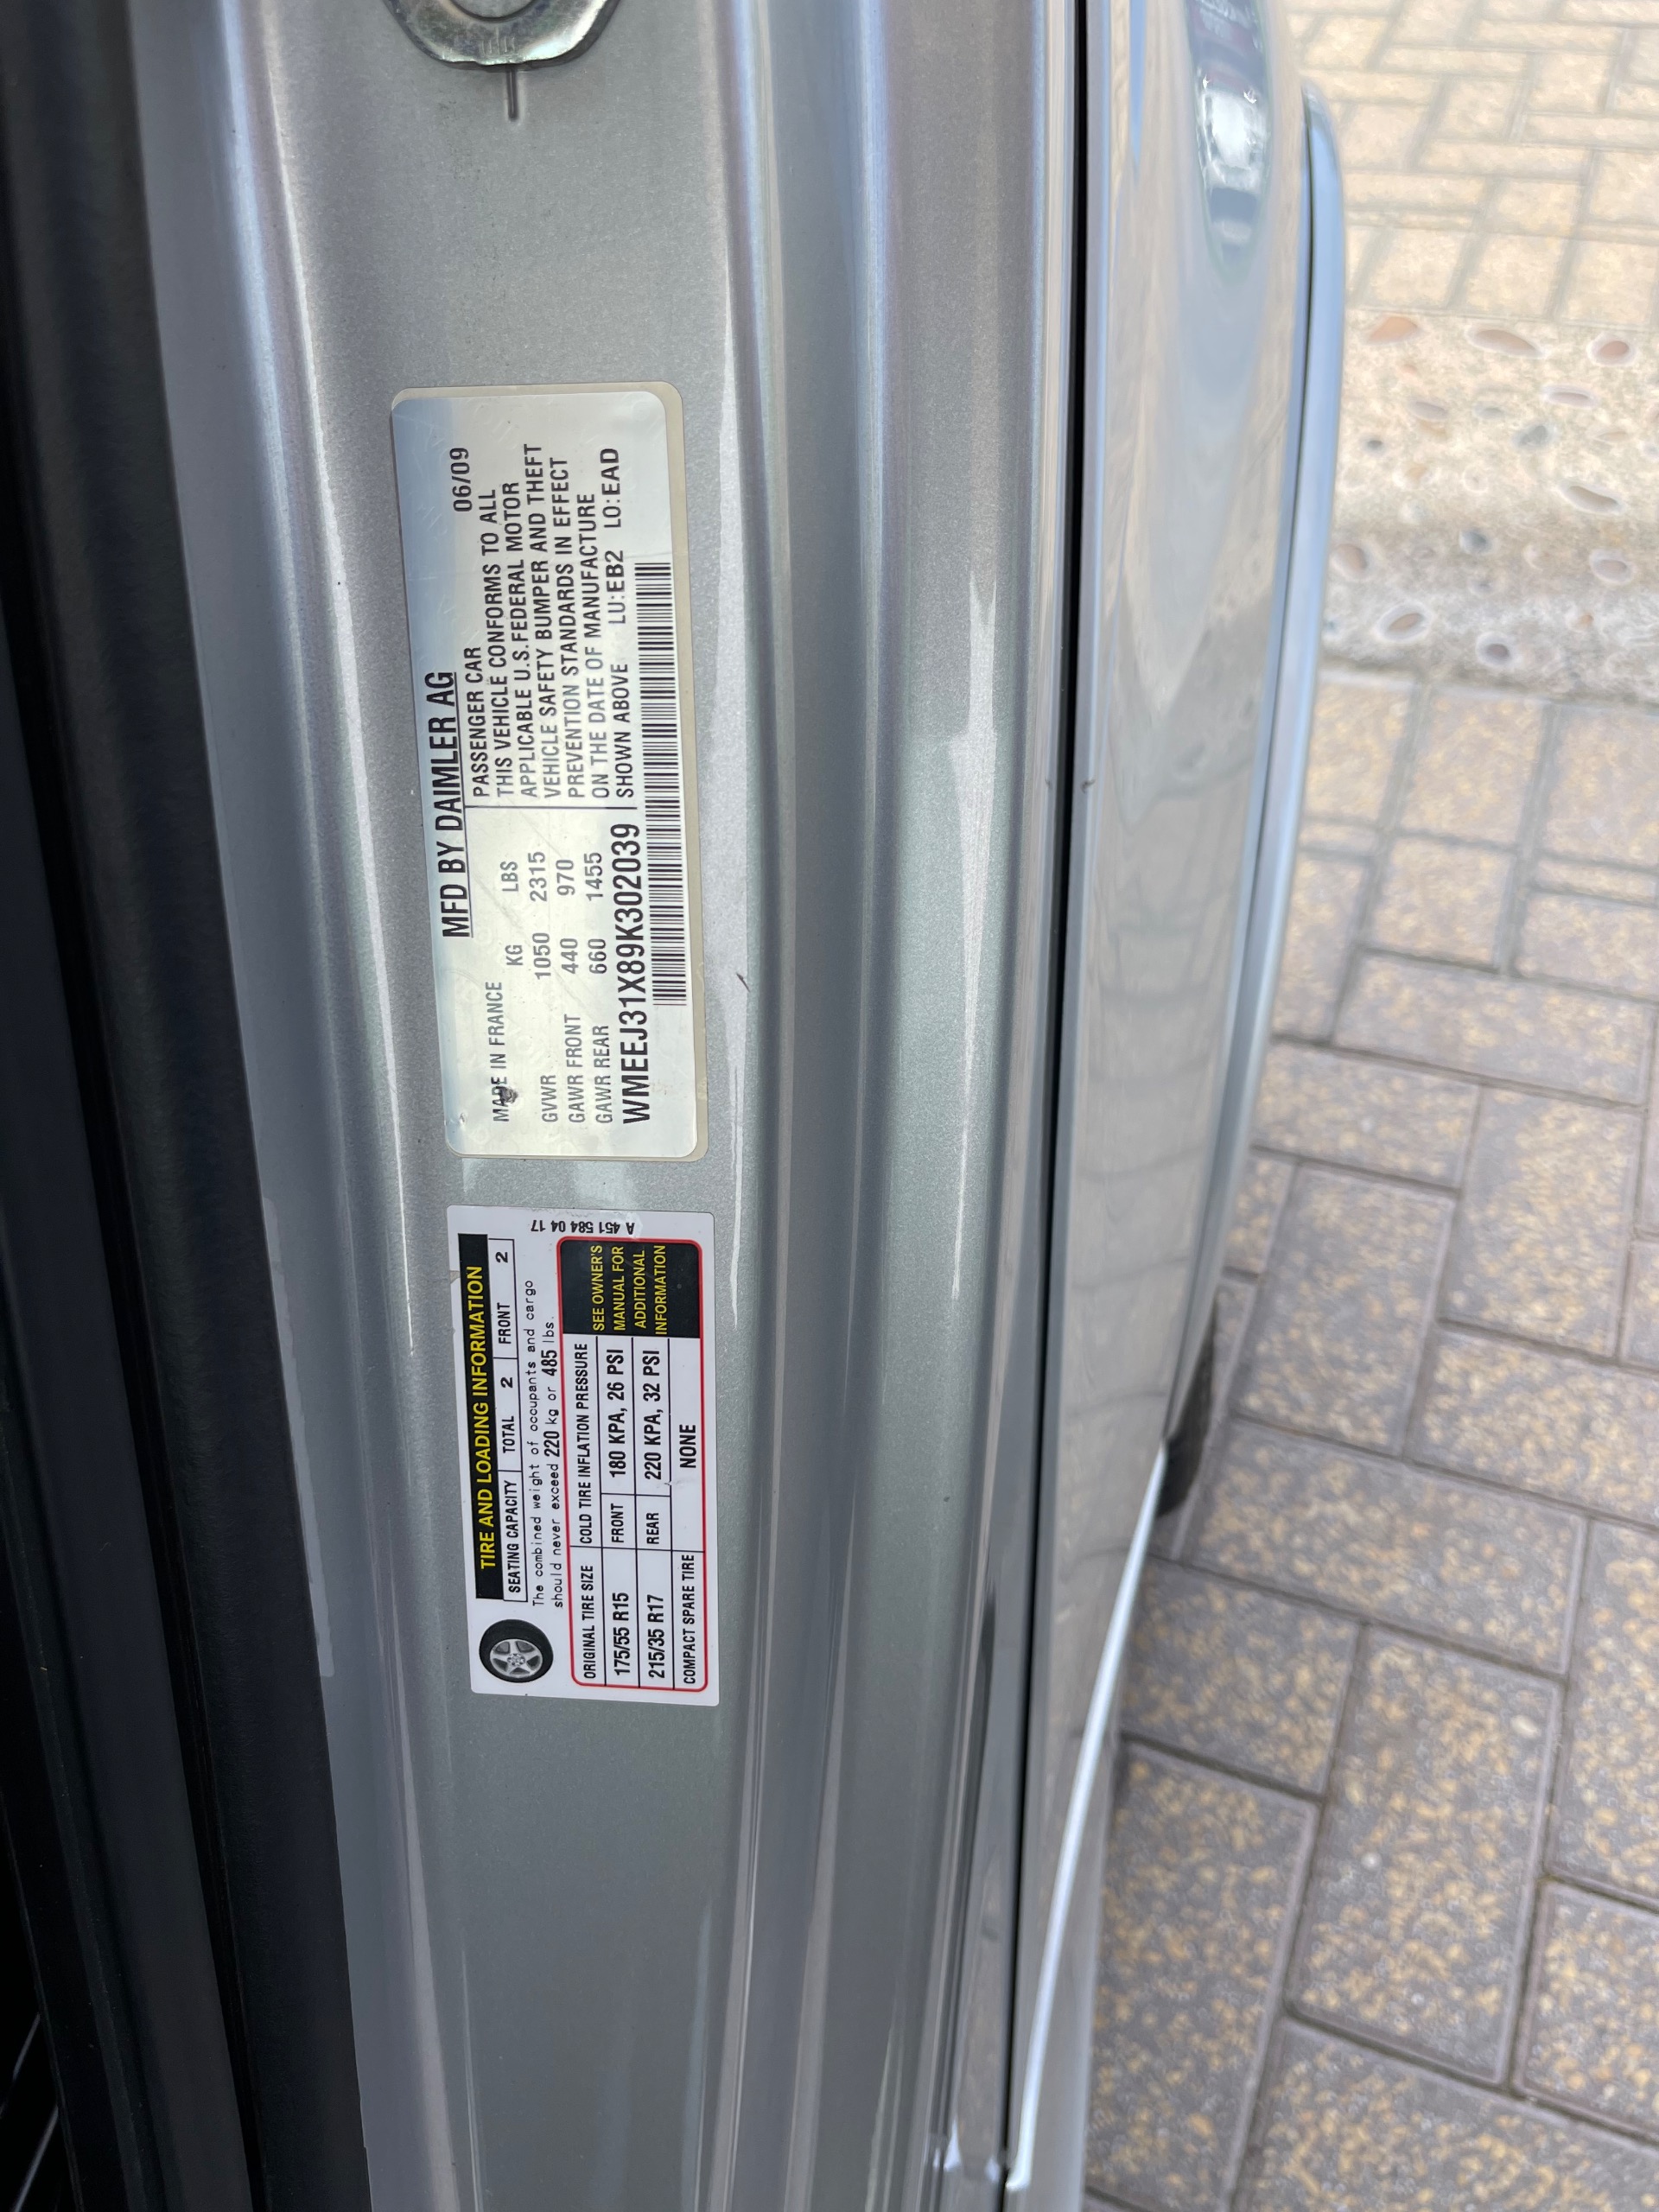 MFD BY DAIMLER AG
MADE IN FRANCE
KG LBS
GVWR 1050 2315
GAWR FRONT 440 970
GAWR REAR 660 1455
06/09
PASSENGER CAR
THIS VEHICLE CONFORMS TO ALL
APPLICABLE U.S. FEDERAL MOTOR
VEHICLE SAFETY BUMPER AND THEFT
PREVENTION STANDARDS IN EFFECT
ON THE DATE OF MANUFACTURE
SHOWN ABOVE LU:EB2 LO:EAD
WMEEJ31X89K302039
TIRE AND LOADING INFORMATION
SEATING CAPACITY TOTAL 2 FRONT 2
The combined weight of occupants and cargo
should never exceed 220 kg or 485 lbs.
ORIGINAL TIRE SIZE COLD TIRE INFLATION PRESSURE
175/55 R15 FRONT 180 KPA, 26 PSI
215/35 R17 REAR 220 KPA, 32 PSI
COMPACT SPARE TIRE NONE
SEE OWNER'S
MANUAL FOR
ADDITIONAL
INFORMATION
A 451 584 04 17